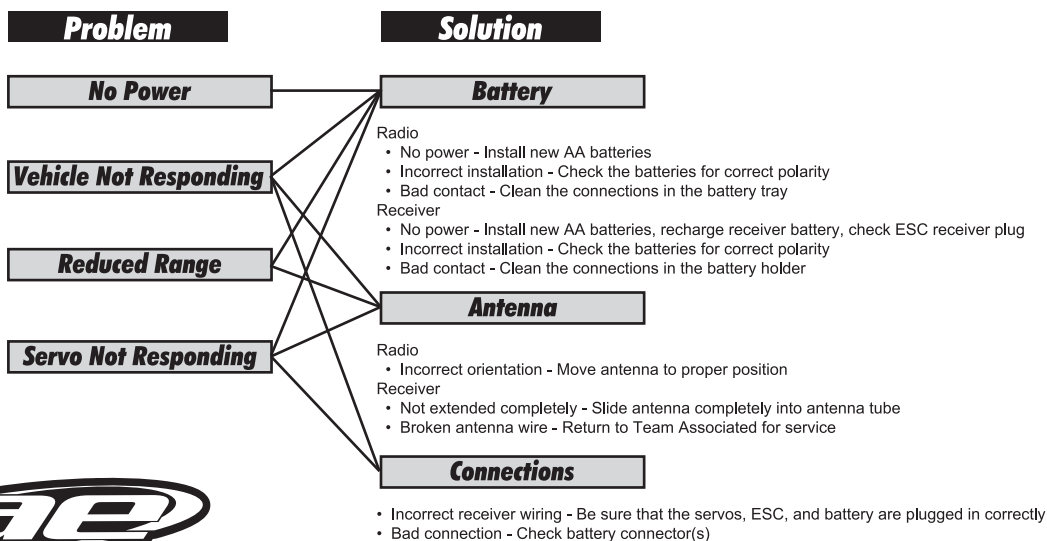 Problem
Solution
No Power
Battery
Radio
• No power - Install new AA batteries
• Incorrect installation - Check the batteries for correct polarity
• Bad contact - Clean the connections in the battery tray
Receiver
• No power - Install new AA batteries, recharge receiver battery, check ESC receiver plug
• Incorrect installation - Check the batteries for correct polarity
• Bad contact - Clean the connections in the battery holder
Vehicle Not Responding
Reduced Range
Antenna
Radio
• Incorrect orientation - Move antenna to proper position
Receiver
• Not extended completely - Slide antenna completely into antenna tube
• Broken antenna wire - Return to Team Associated for service
Servo Not Responding
Connections
• Incorrect receiver wiring - Be sure that the servos, ESC, and battery are plugged in correctly
• Bad connection - Check battery connector(s)
ae